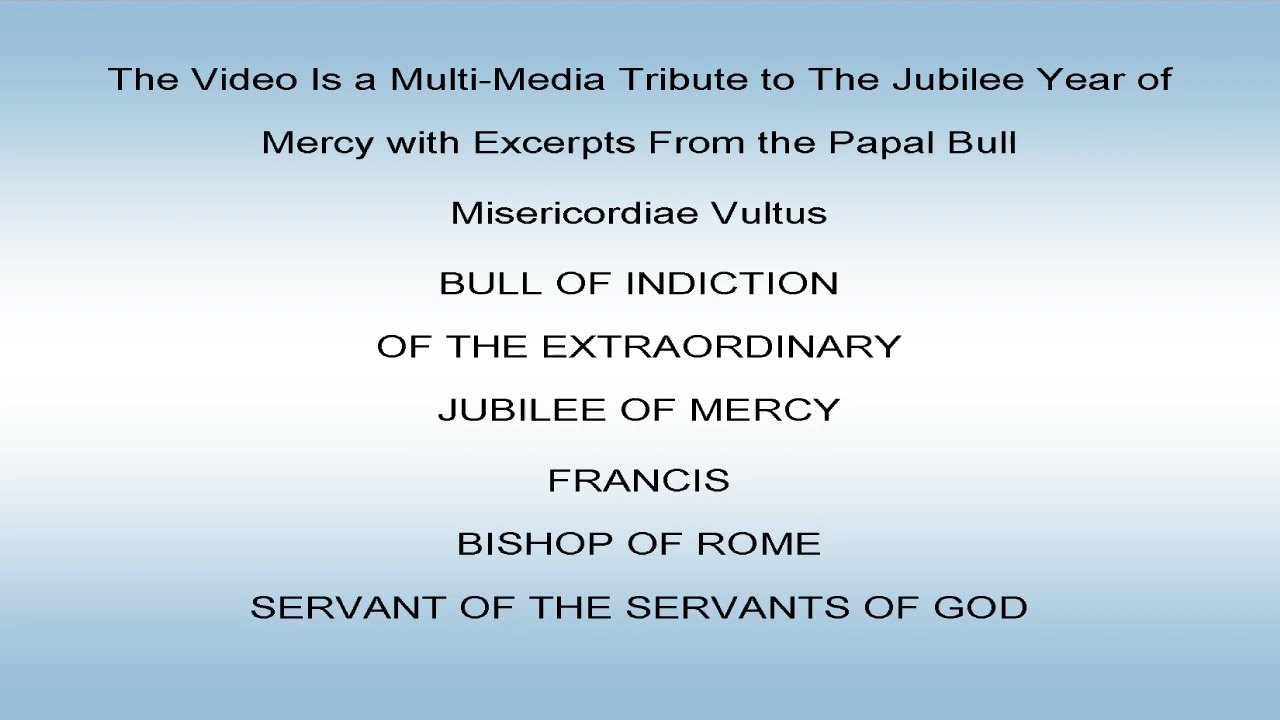 The Video Is a Multi-Media Tribute to The Jubilee Year of
Mercy with Excerpts From the Papal Bull
Misericordiae Vultus
BULL OF INDICTION
OF THE EXTRAORDINARY
JUBILEE OF MERCY
FRANCIS
BISHOP OF ROME
SERVANT OF THE SERVANTS OF GOD